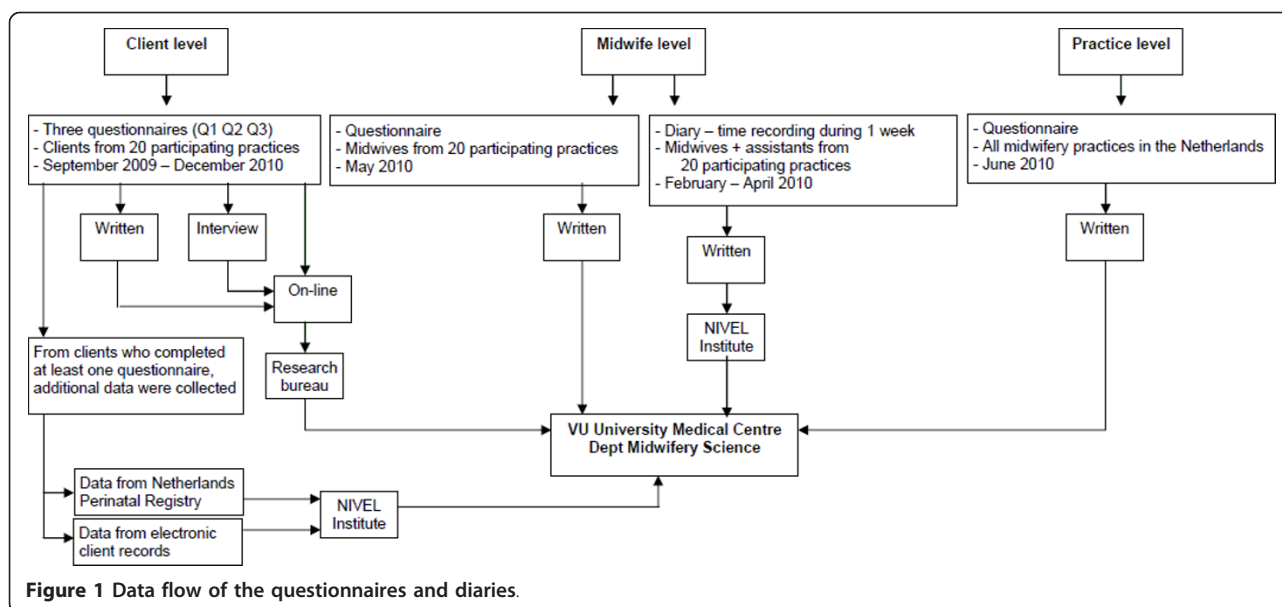 Client level
Midwife level
Practice level
- Three questionnaires (Q1 Q2 Q3)
- Clients from 20 participating practices
- September 2009 – December 2010
- Questionnaire
- Midwives from 20 participating practices
- May 2010
- Diary – time recording during 1 week
- Midwives + assistants from
20 participating practices
- February – April 2010
- Questionnaire
- All midwifery practices in the Netherlands
- June 2010
Written
Interview
Written
Written
Written
On-line
NIVEL
Institute
From clients who completed
at least one questionnaire,
additional data were collected
Research
bureau
VU University Medical Centre
Dept Midwifery Science
Data from Netherlands
Perinatal Registry
NIVEL
Institute
Data from electronic
client records
Figure 1 Data flow of the questionnaires and diaries.